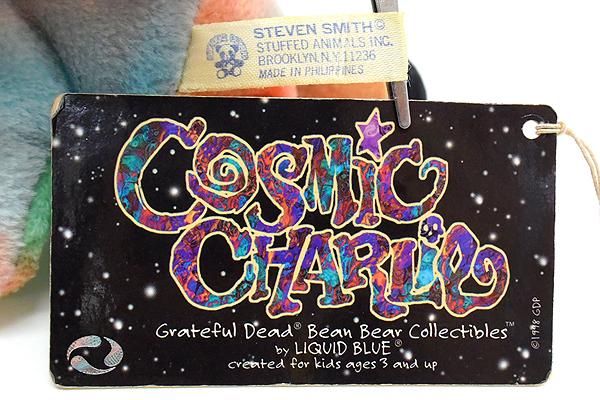 STEVEN SMITH©
STUFFED ANIMALS INC.
BROOKLYN, N.Y. 11236
MADE IN PHILIPPINES
COSMIC
CHARLIE
Grateful Dead® Bean Bear Collectibles™
by LIQUID BLUE®
created for kids ages 3 and up
©1998 GDP